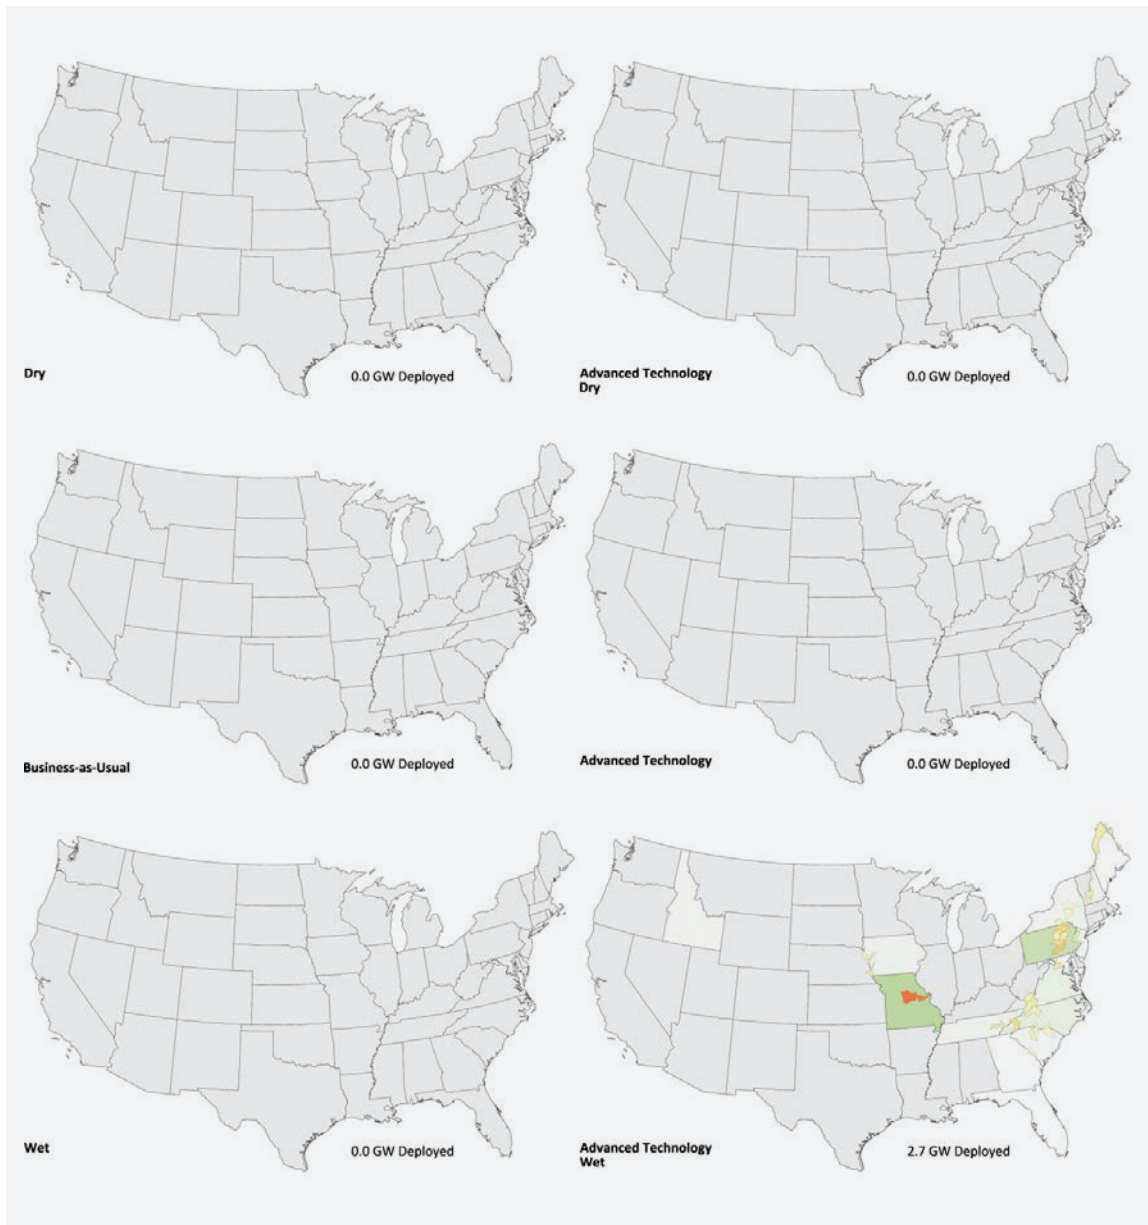 Dry
0.0 GW Deployed
Advanced Technology
Dry
0.0 GW Deployed
Business-as-Usual
0.0 GW Deployed
Advanced Technology
0.0 GW Deployed
Wet
0.0 GW Deployed
Advanced Technology
Wet
2.7 GW Deployed